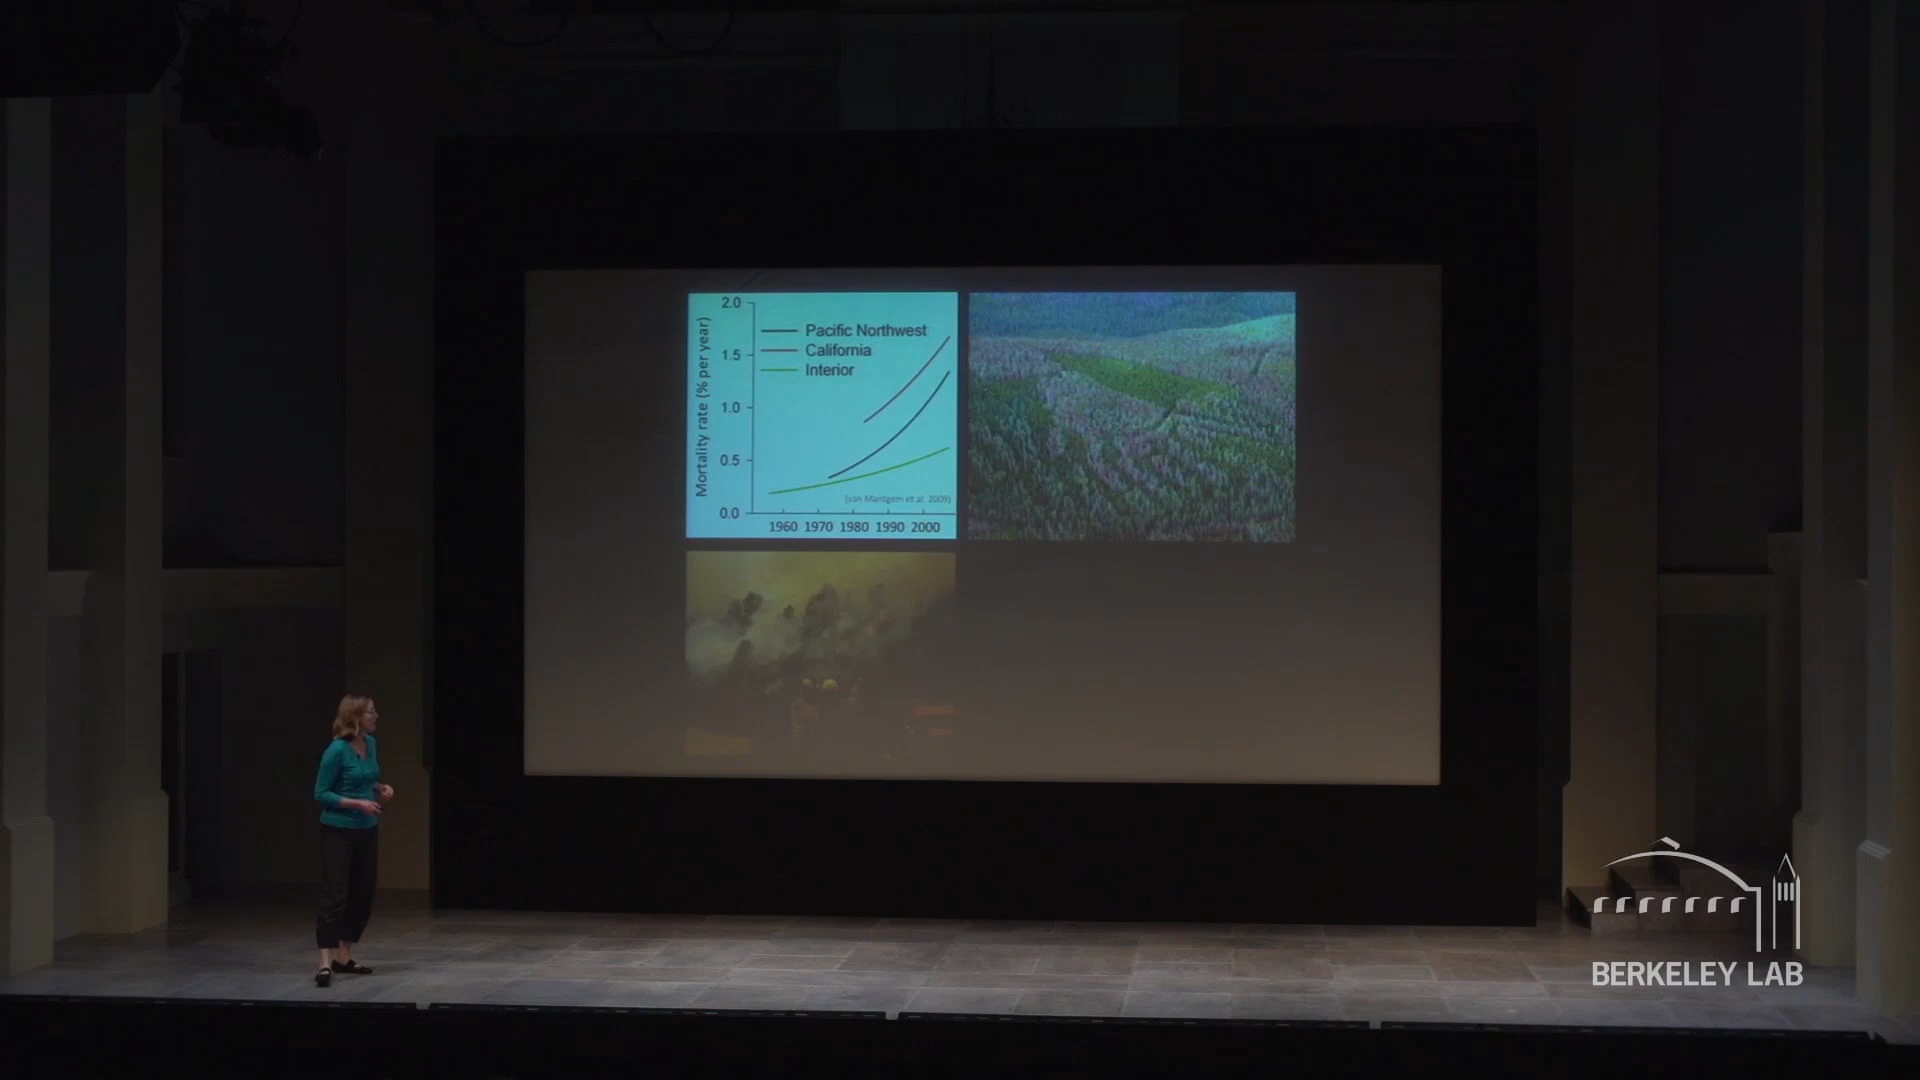 2.0
1.5
1.0
0.5
0.0
Mortality rate (% per year)
Pacific Northwest
California
Interior
(van Mantgem et al. 2009)
1960 1970 1980 1990 2000
BERKELEY LAB